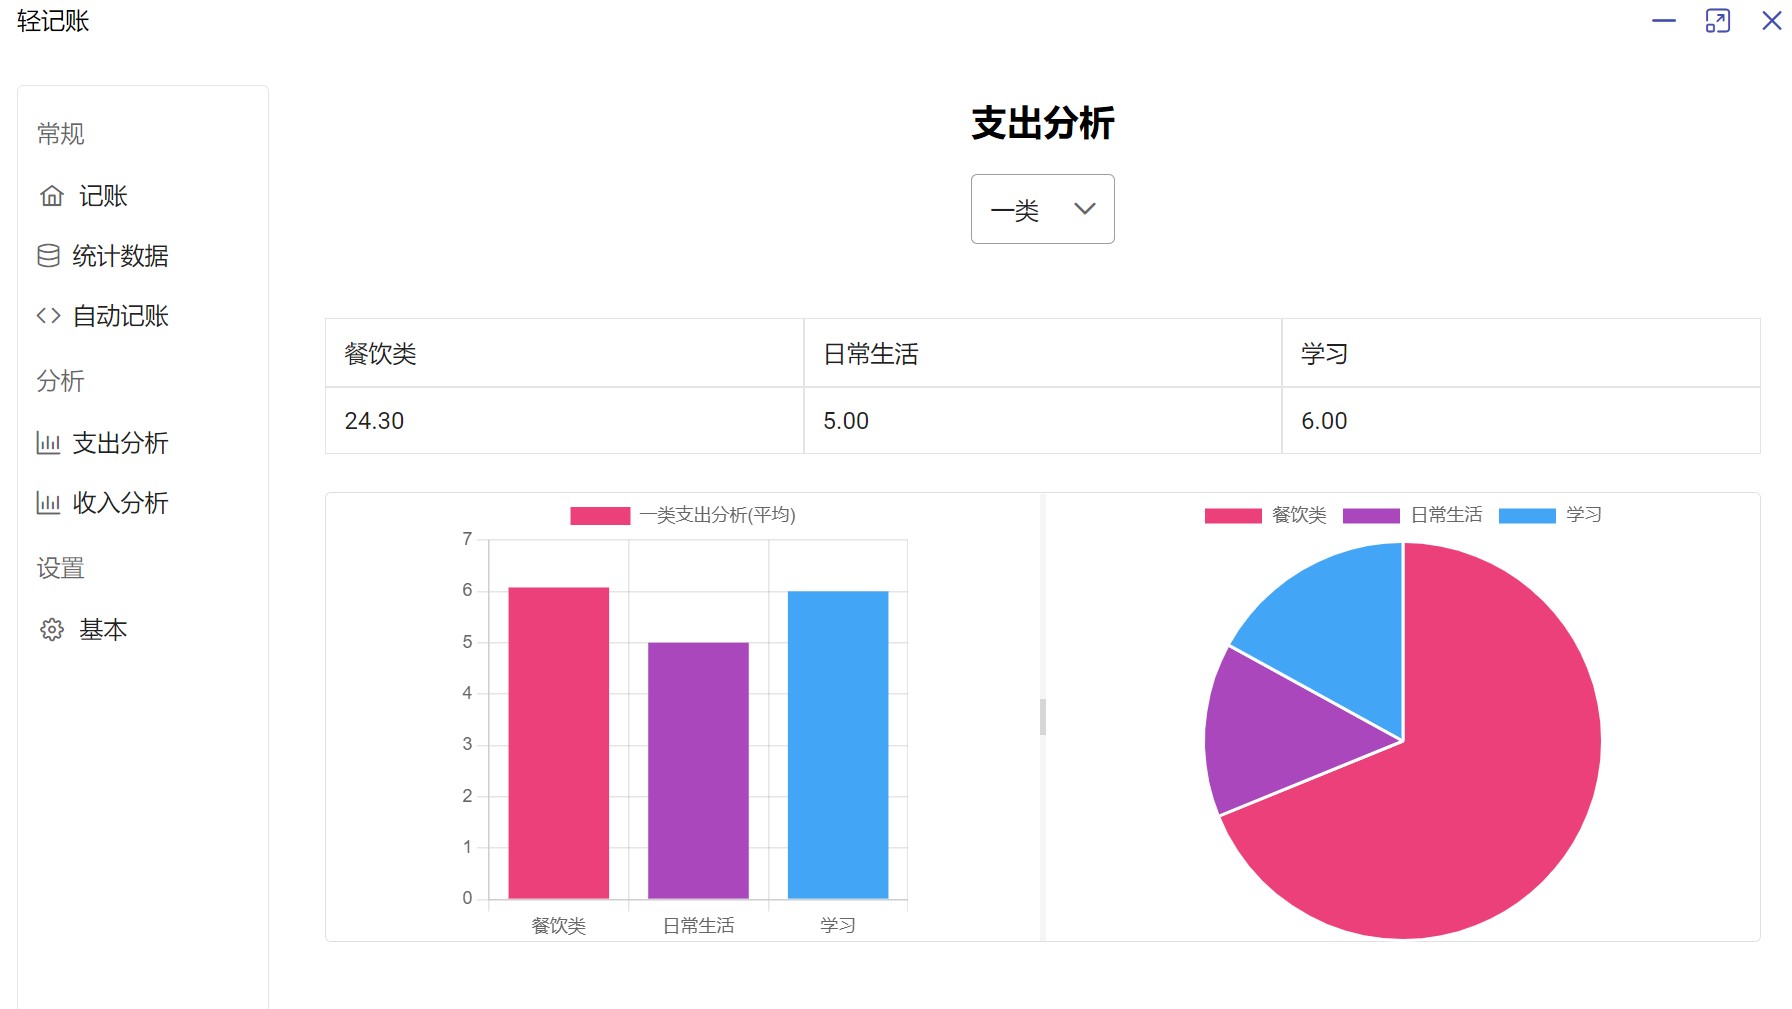 轻记账
常规
记账
统计数据
自动记账
分析
支出分析
收入分析
设置
基本
支出分析
一类
餐饮类 日常生活 学习
24.30 5.00 6.00
一类支出分析(平均)
7
6
5
4
3
2
1
0
餐饮类 日常生活 学习
餐饮类 日常生活 学习